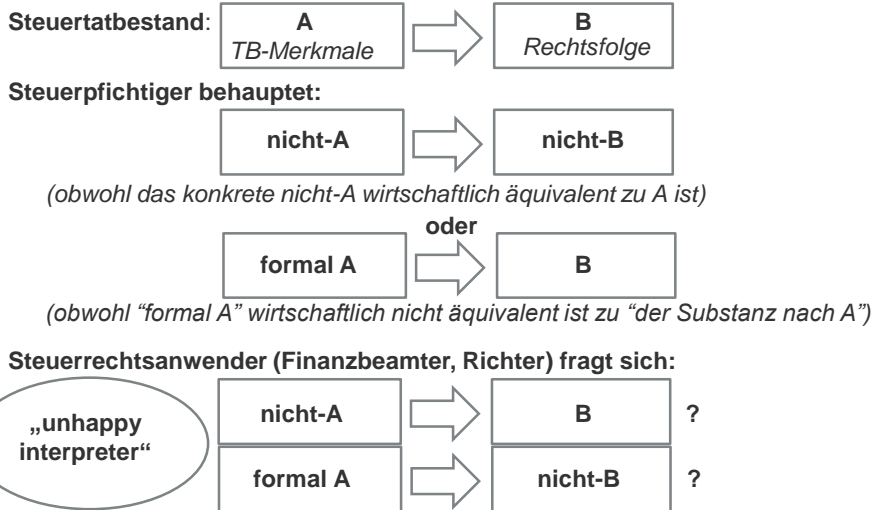 Steuertatbestand: A B
TB-Merkmale Rechtsfolge
Steuerpfichtiger behauptet:
nicht-A nicht-B
(obwohl das konkrete nicht-A wirtschaftlich äquivalent zu A ist)
oder
formal A B
(obwohl “formal A” wirtschaftlich nicht äquivalent ist zu “der Substanz nach A”)
Steuerrechtsanwender (Finanzbeamter, Richter) fragt sich:
„unhappy
interpreter“
nicht-A B ?
formal A nicht-B ?